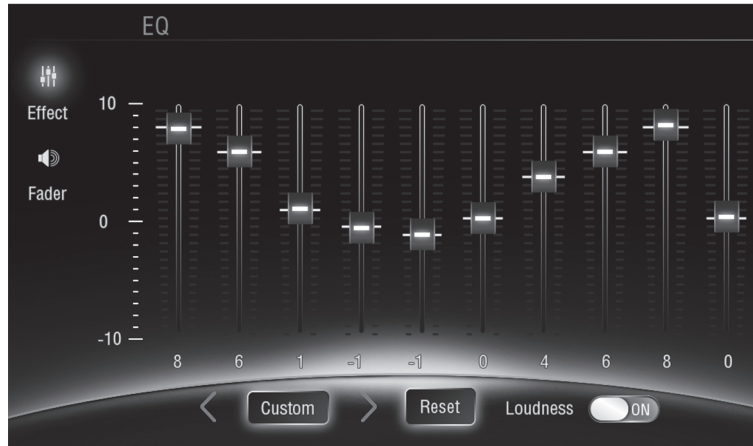 EQ
Effect
Fader
10
0
-10
8 6 1 -1 -1 0 4 6 8 0
Custom Reset Loudness ON